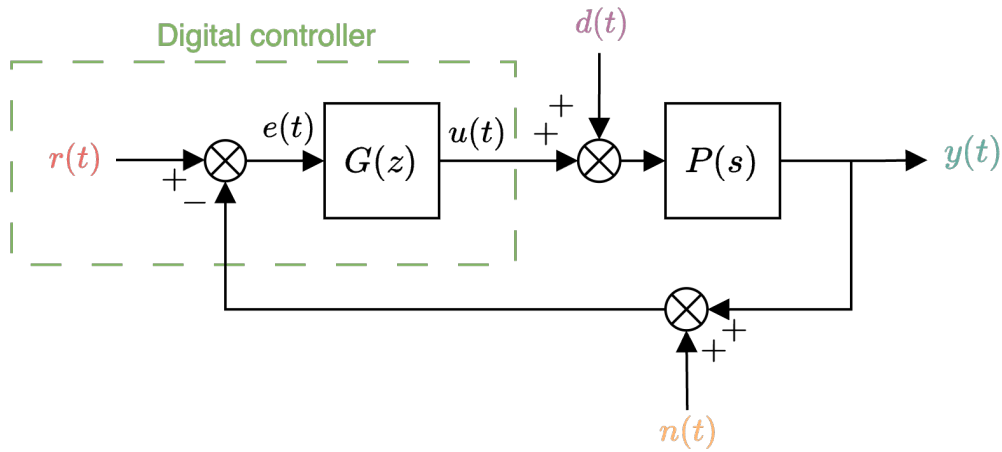 Digital controller
d(t)
r(t)
+
−
e(t)
G(z)
u(t)
+
+
P(s)
y(t)
+
+
n(t)